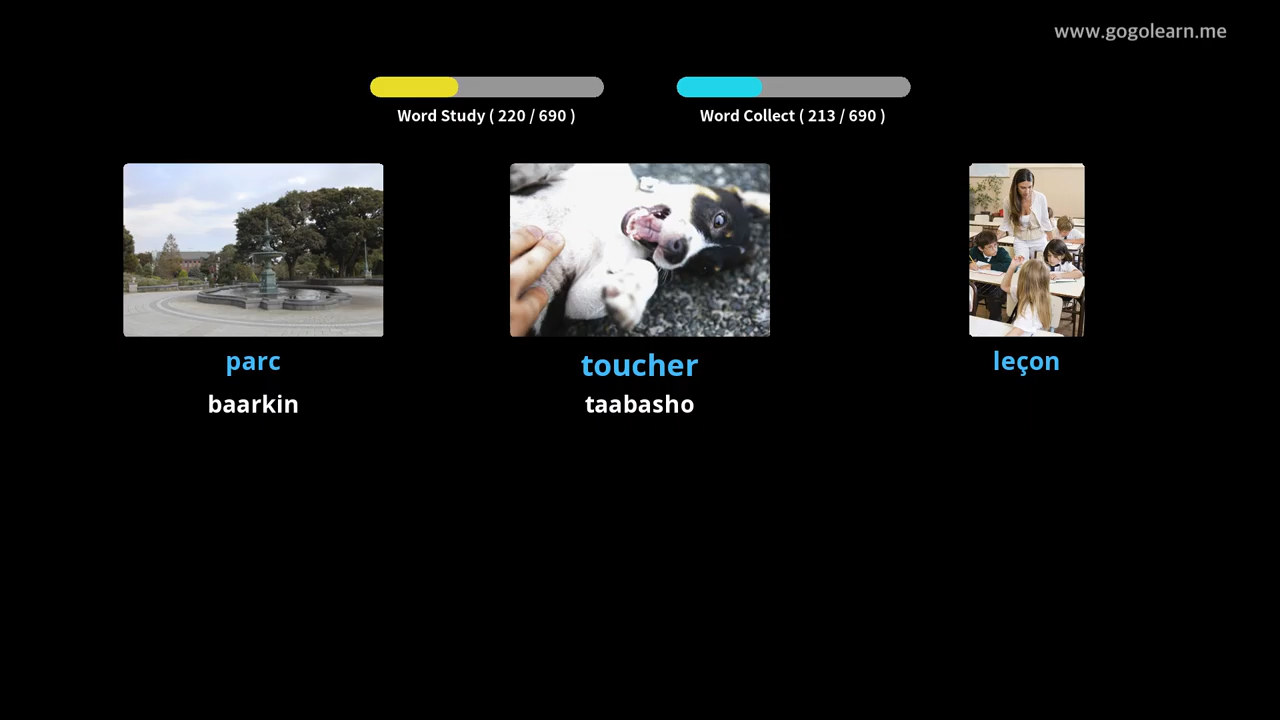 www.gogolearn.me
Word Study ( 220 / 690 )
Word Collect ( 213 / 690 )
parc
toucher
leçon
baarkin
taabasho